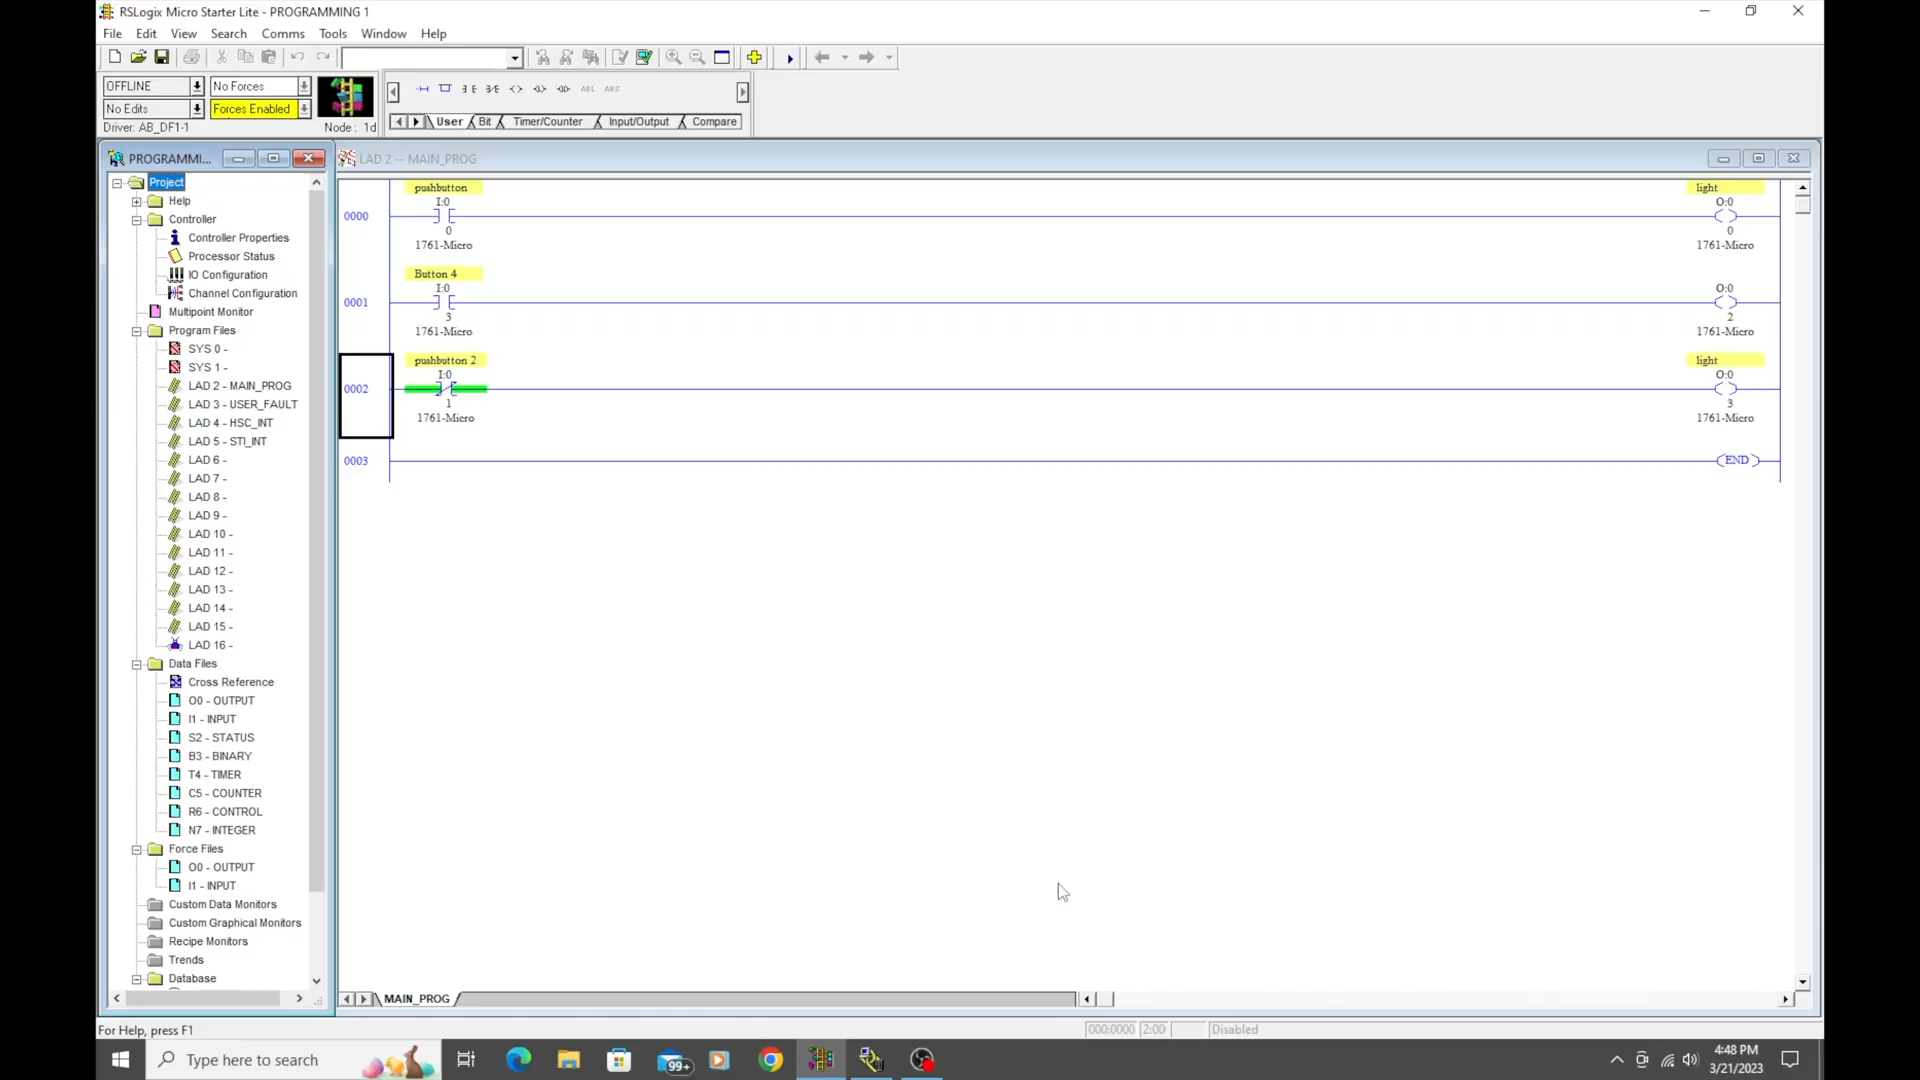 RSLogix Micro Starter Lite - PROGRAMMING 1
File Edit View Search Comms Tools Window Help
OFFLINE No Forces
No Edits Forces Enabled
Driver: AB_DF1-1 Node : 1d
ABL ABS
User Bit Timer/Counter Input/Output Compare
PROGRAMMI...
Project
Help
Controller
Controller Properties
Processor Status
IO Configuration
Channel Configuration
Multipoint Monitor
Program Files
SYS 0 -
SYS 1 -
LAD 2 - MAIN_PROG
LAD 3 - USER_FAULT
LAD 4 - HSC_INT
LAD 5 - STI_INT
LAD 6 -
LAD 7 -
LAD 8 -
LAD 9 -
LAD 10 -
LAD 11 -
LAD 12 -
LAD 13 -
LAD 14 -
LAD 15 -
LAD 16 -
Data Files
Cross Reference
O0 - OUTPUT
I1 - INPUT
S2 - STATUS
B3 - BINARY
T4 - TIMER
C5 - COUNTER
R6 - CONTROL
N7 - INTEGER
Force Files
O0 - OUTPUT
I1 - INPUT
Custom Data Monitors
Custom Graphical Monitors
Recipe Monitors
Trends
Database
LAD 2 -- MAIN_PROG
pushbutton light
I:0 O:0
0000
0 0
1761-Micro 1761-Micro
Button 4
I:0 O:0
0001
3 2
1761-Micro 1761-Micro
pushbutton 2 light
I:0 O:0
0002
1 3
1761-Micro 1761-Micro
0003 END
MAIN_PROG
For Help, press F1 000:0000 2:00 Disabled
Type here to search 99+ 4:48 PM
3/21/2023